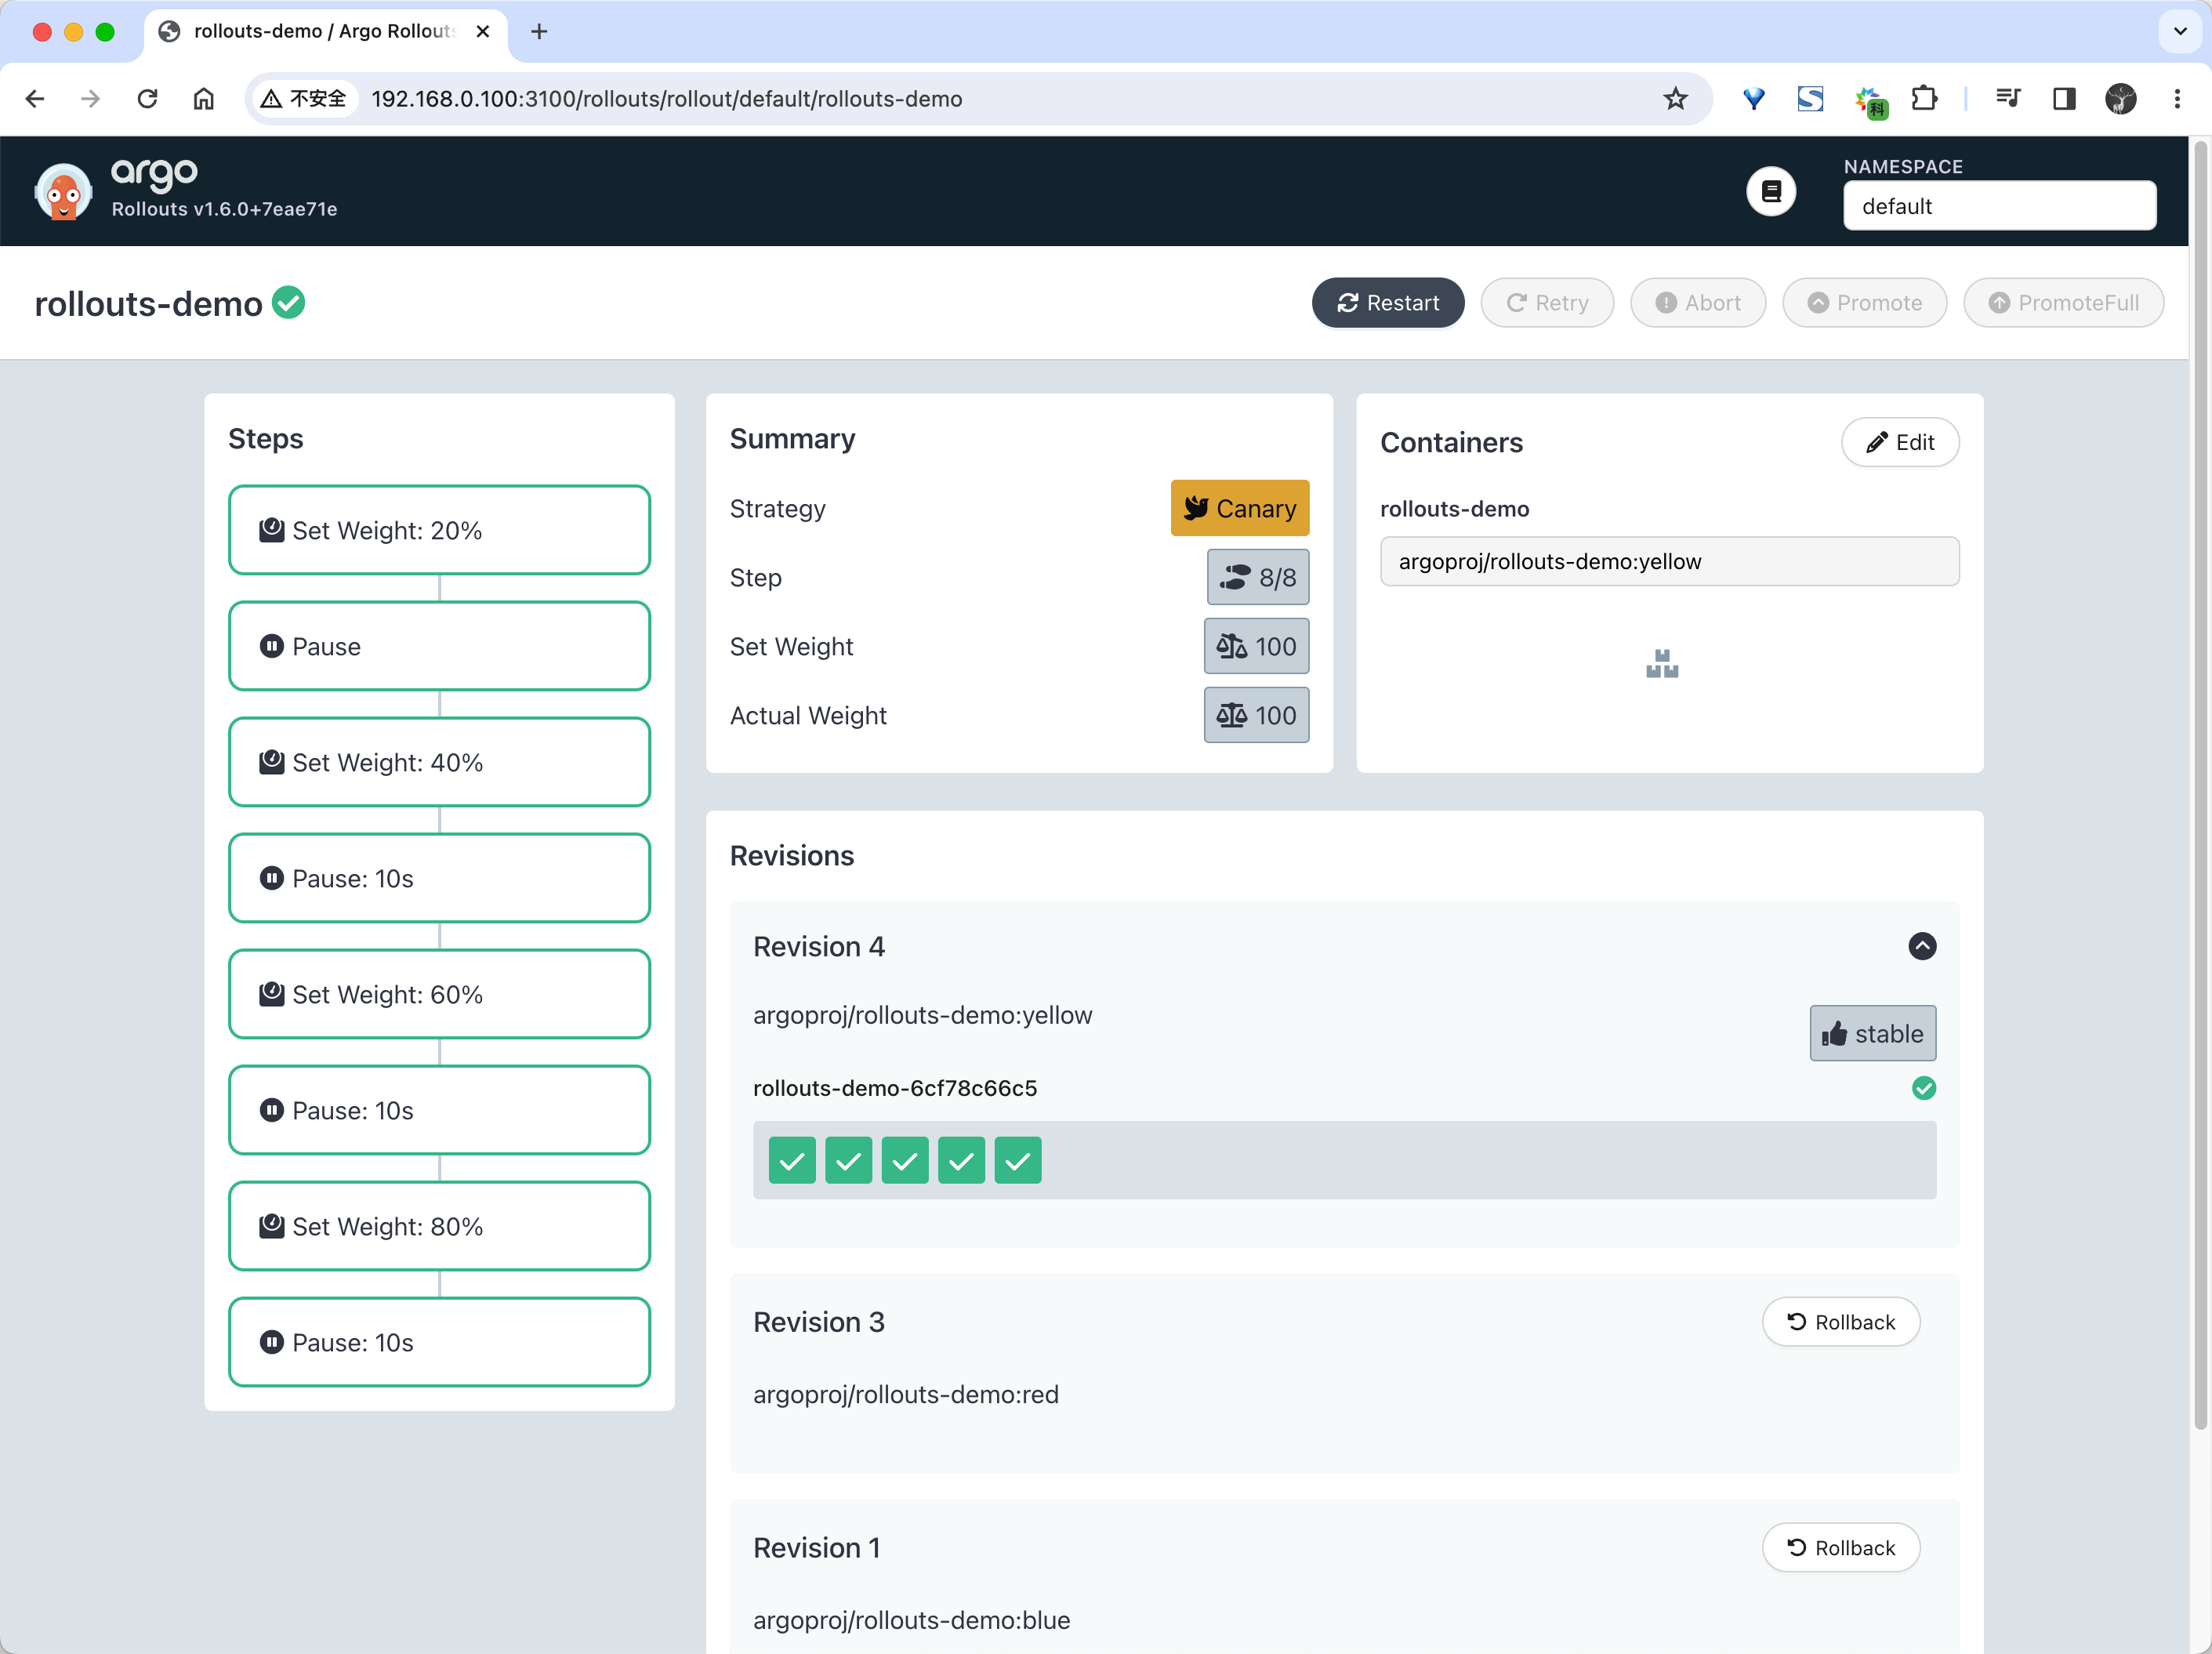 rollouts-demo / Argo Rollouts
不安全
192.168.0.100:3100/rollouts/rollout/default/rollouts-demo
科
argo
Rollouts v1.6.0+7eae71e
NAMESPACE
default
rollouts-demo
Restart
Retry
Abort
Promote
PromoteFull
Steps
Set Weight: 20%
Pause
Set Weight: 40%
Pause: 10s
Set Weight: 60%
Pause: 10s
Set Weight: 80%
Pause: 10s
Summary
Strategy
Canary
Step
8/8
Set Weight
100
Actual Weight
100
Containers
Edit
rollouts-demo
argoproj/rollouts-demo:yellow
Revisions
Revision 4
argoproj/rollouts-demo:yellow
stable
rollouts-demo-6cf78c66c5
Revision 3
Rollback
argoproj/rollouts-demo:red
Revision 1
Rollback
argoproj/rollouts-demo:blue